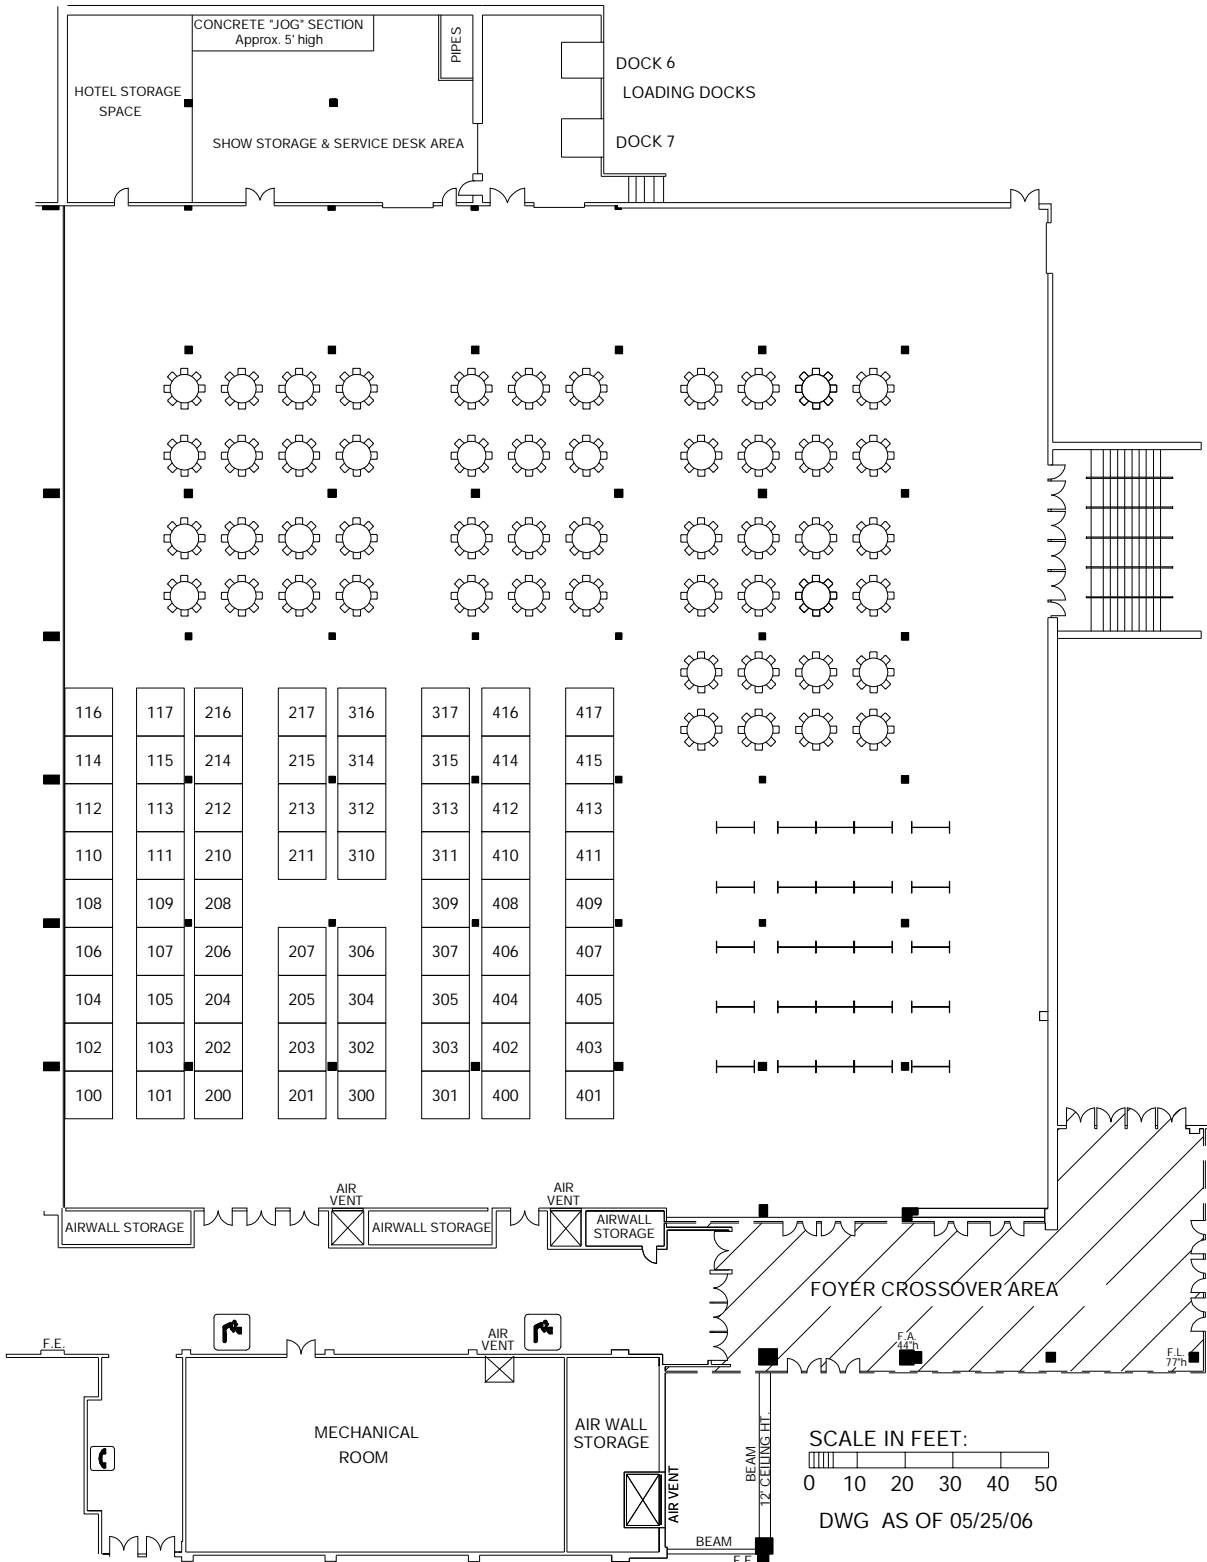 CONCRETE "JOG" SECTION
Approx. 5' high
PIPES
DOCK 6
LOADING DOCKS
HOTEL STORAGE
SPACE
SHOW STORAGE & SERVICE DESK AREA
DOCK 7
116 117 216 217 316 317 416 417
114 115 214 215 314 315 414 415
112 113 212 213 312 313 412 413
110 111 210 211 310 311 410 411
108 109 208 309 408 409
106 107 206 207 306 307 406 407
104 105 204 205 304 305 404 405
102 103 202 203 302 303 402 403
100 101 200 201 300 301 400 401
AIR
VENT
AIR
VENT
AIRWALL STORAGE
AIRWALL STORAGE
AIRWALL
STORAGE
FOYER CROSSOVER AREA
F.E.
AIR
VENT
F.A.
44"h
F.L.
77"h
MECHANICAL
ROOM
AIR WALL
STORAGE
AIR VENT
BEAM
12' CEILING HT.
SCALE IN FEET:
0 10 20 30 40 50
DWG AS OF 05/25/06
BEAM
F.E.